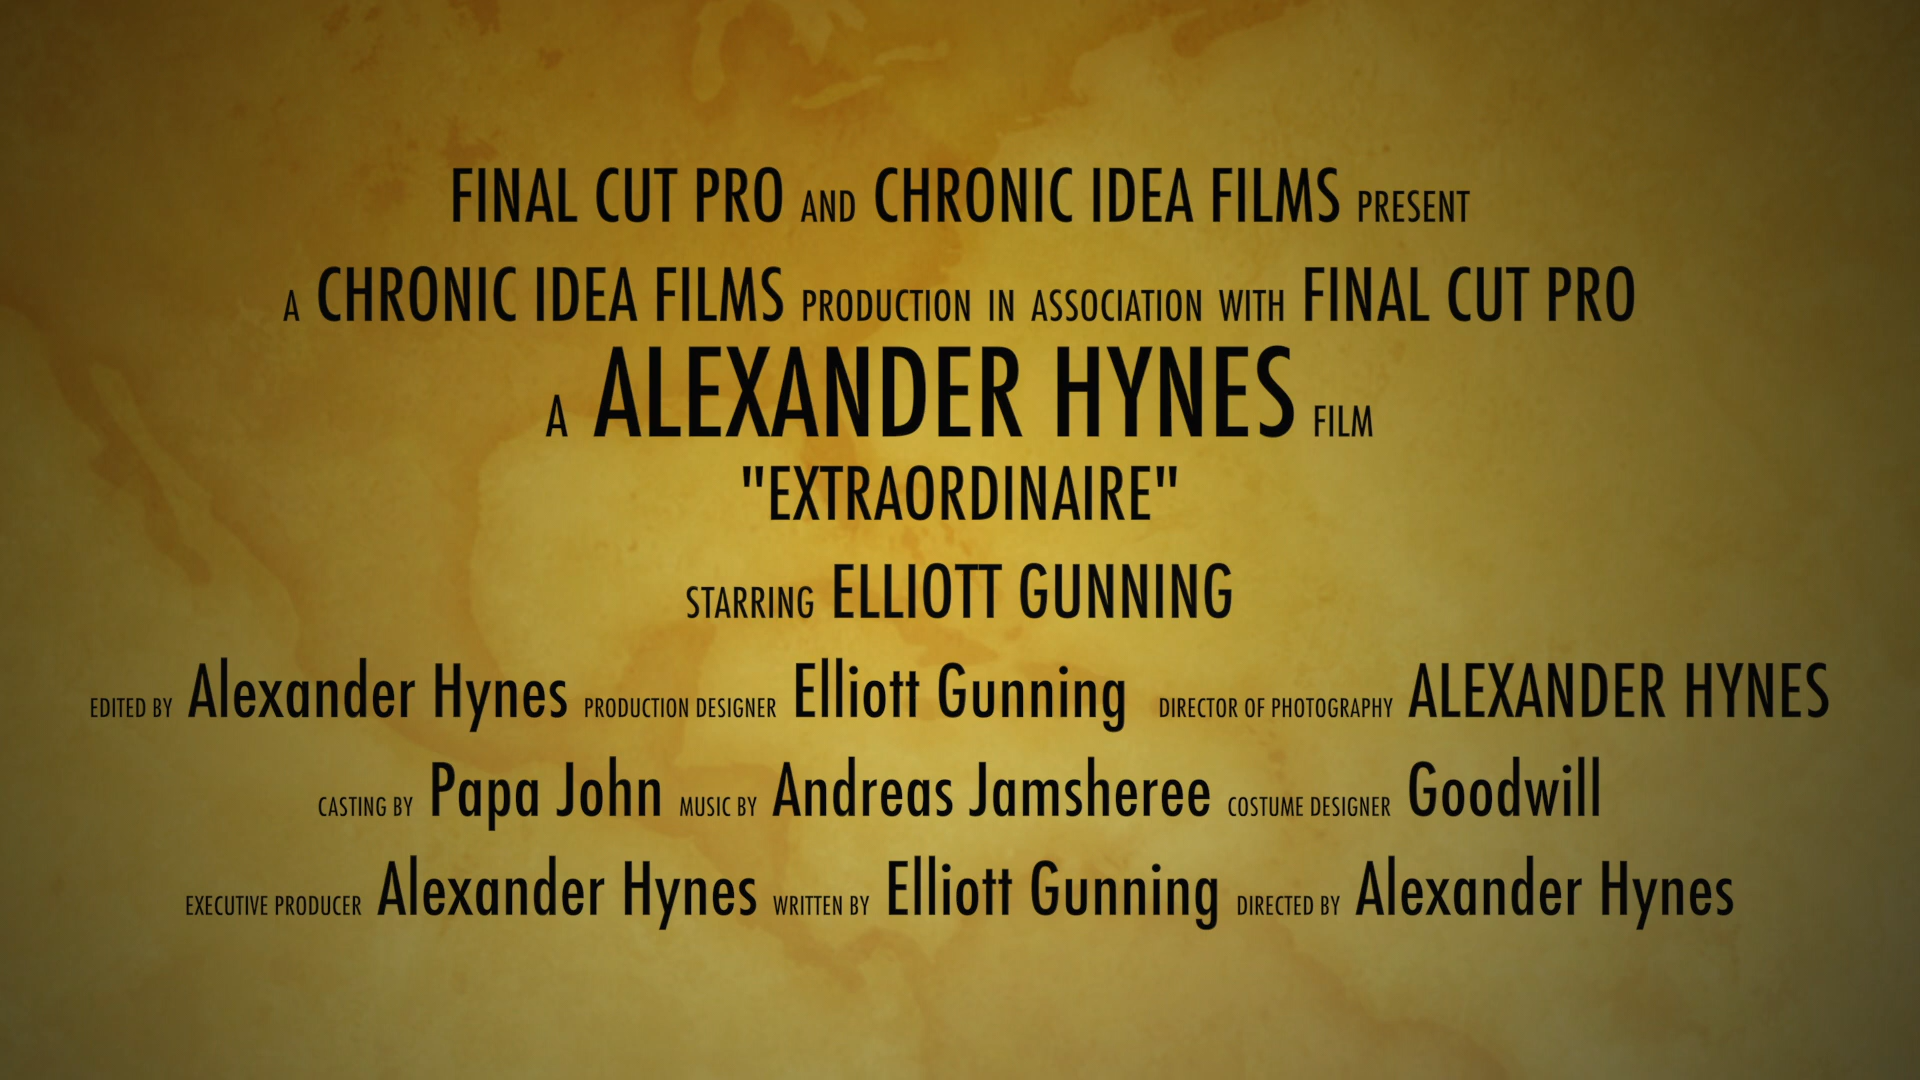 FINAL CUT PRO AND CHRONIC IDEA FILMS PRESENT
A CHRONIC IDEA FILMS PRODUCTION IN ASSOCIATION WITH FINAL CUT PRO
A ALEXANDER HYNES FILM
"EXTRAORDINAIRE"
STARRING ELLIOTT GUNNING
EDITED BY Alexander Hynes PRODUCTION DESIGNER Elliott Gunning DIRECTOR OF PHOTOGRAPHY ALEXANDER HYNES
CASTING BY Papa John MUSIC BY Andreas Jamsheree COSTUME DESIGNER Goodwill
EXECUTIVE PRODUCER Alexander Hynes WRITTEN BY Elliott Gunning DIRECTED BY Alexander Hynes